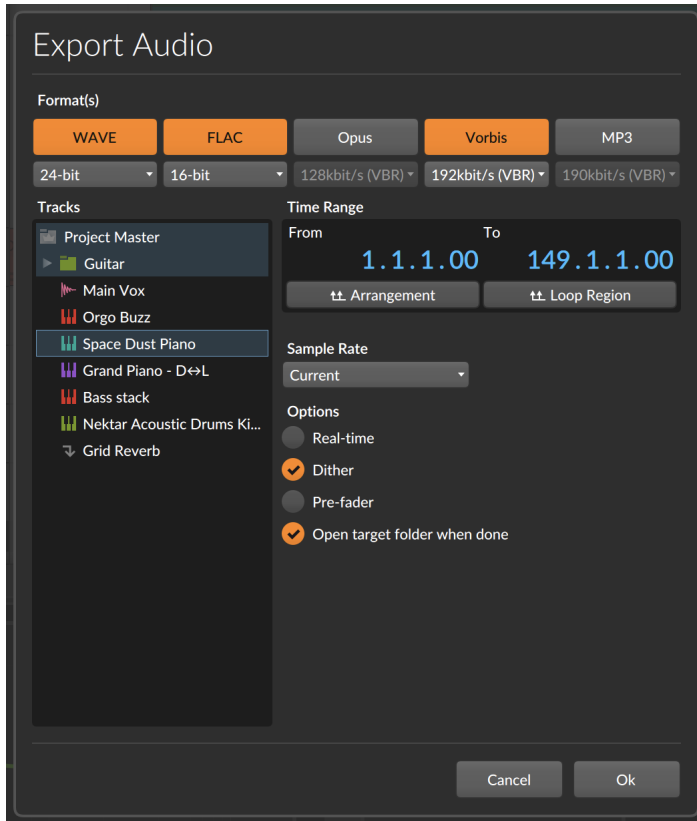 Export Audio
Format(s)
WAVE FLAC Opus Vorbis MP3
24-bit 16-bit 128kbit/s (VBR) 192kbit/s (VBR) 190kbit/s (VBR)
Tracks
Project Master
Guitar
Main Vox
Orgo Buzz
Space Dust Piano
Grand Piano - D↔L
Bass stack
Nektar Acoustic Drums Ki...
Grid Reverb
Time Range
From To
1.1.1.00 149.1.1.00
Arrangement Loop Region
Sample Rate
Current
Options
Real-time
Dither
Pre-fader
Open target folder when done
Cancel Ok